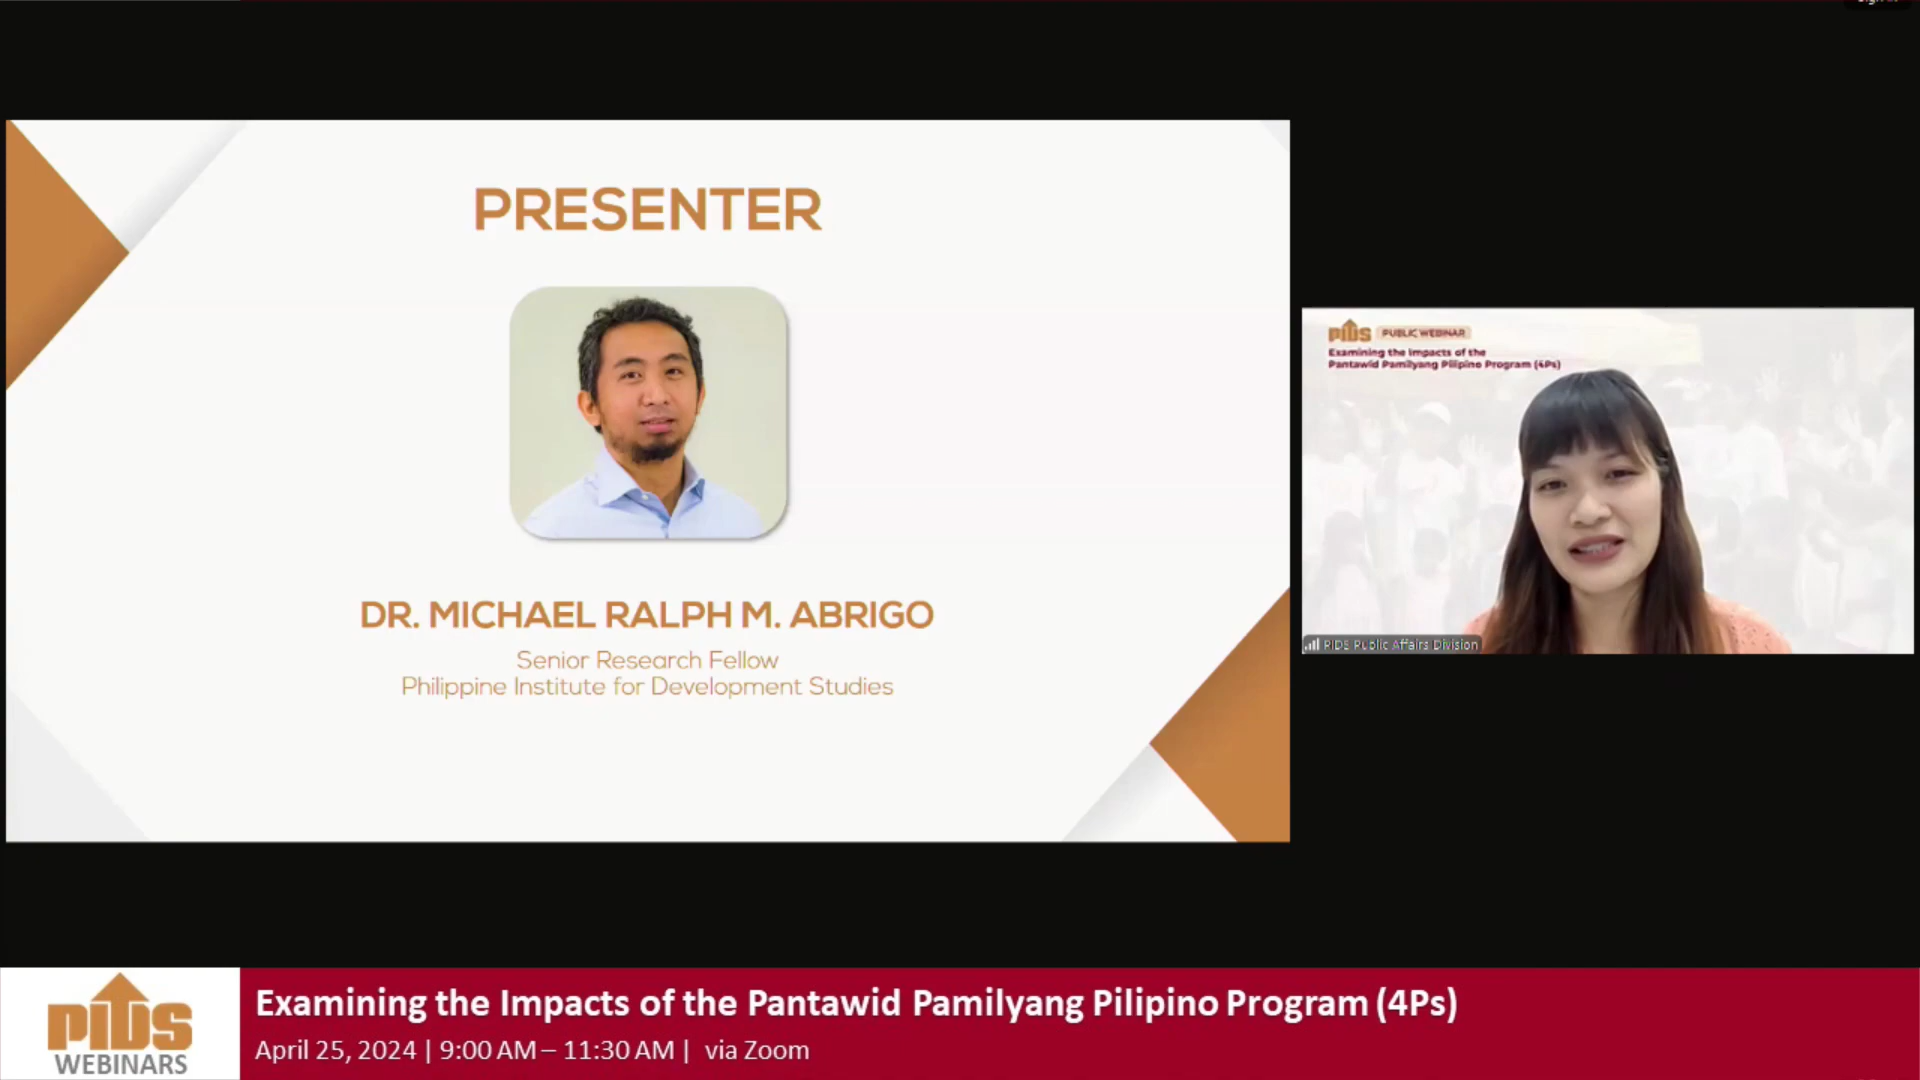 PRESENTER
DR. MICHAEL RALPH M. ABRIGO
Senior Research Fellow
Philippine Institute for Development Studies
PIDS PUBLIC WEBINAR
Examining the Impacts of the
Pantawid Pamilyang Pilipino Program (4Ps)
PIDS Public Affairs Division
PIDS
WEBINARS
Examining the Impacts of the Pantawid Pamilyang Pilipino Program (4Ps)
April 25, 2024 | 9:00 AM – 11:30 AM | via Zoom